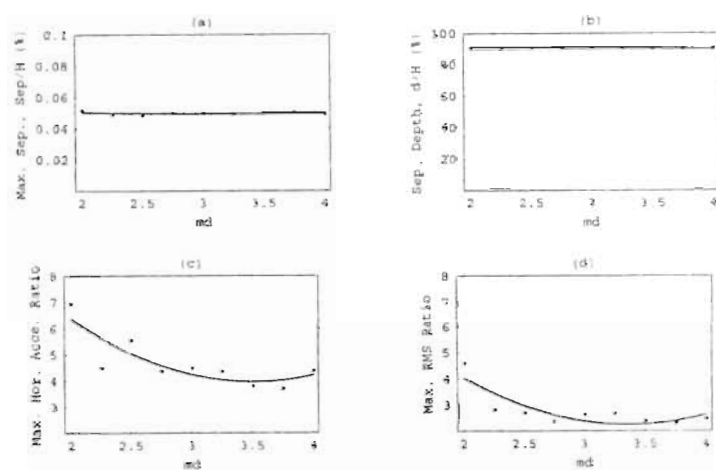 (a)
Max. Sep., Sep/H (%)
0.1
0.08
0.06
0.04
0.02
2 2.5 3 3.5 4
md
(b)
Sep. Depth, d/H (%)
100
80
60
40
20
2 2.5 3 3.5 4
md
(c)
Max. Hor. Acce. Ratio
8
7
6
5
4
3
2 2.5 3 3.5 4
md
(d)
Max. RMS Ratio
8
7
6
5
4
3
2 2.5 3 3.5 4
md